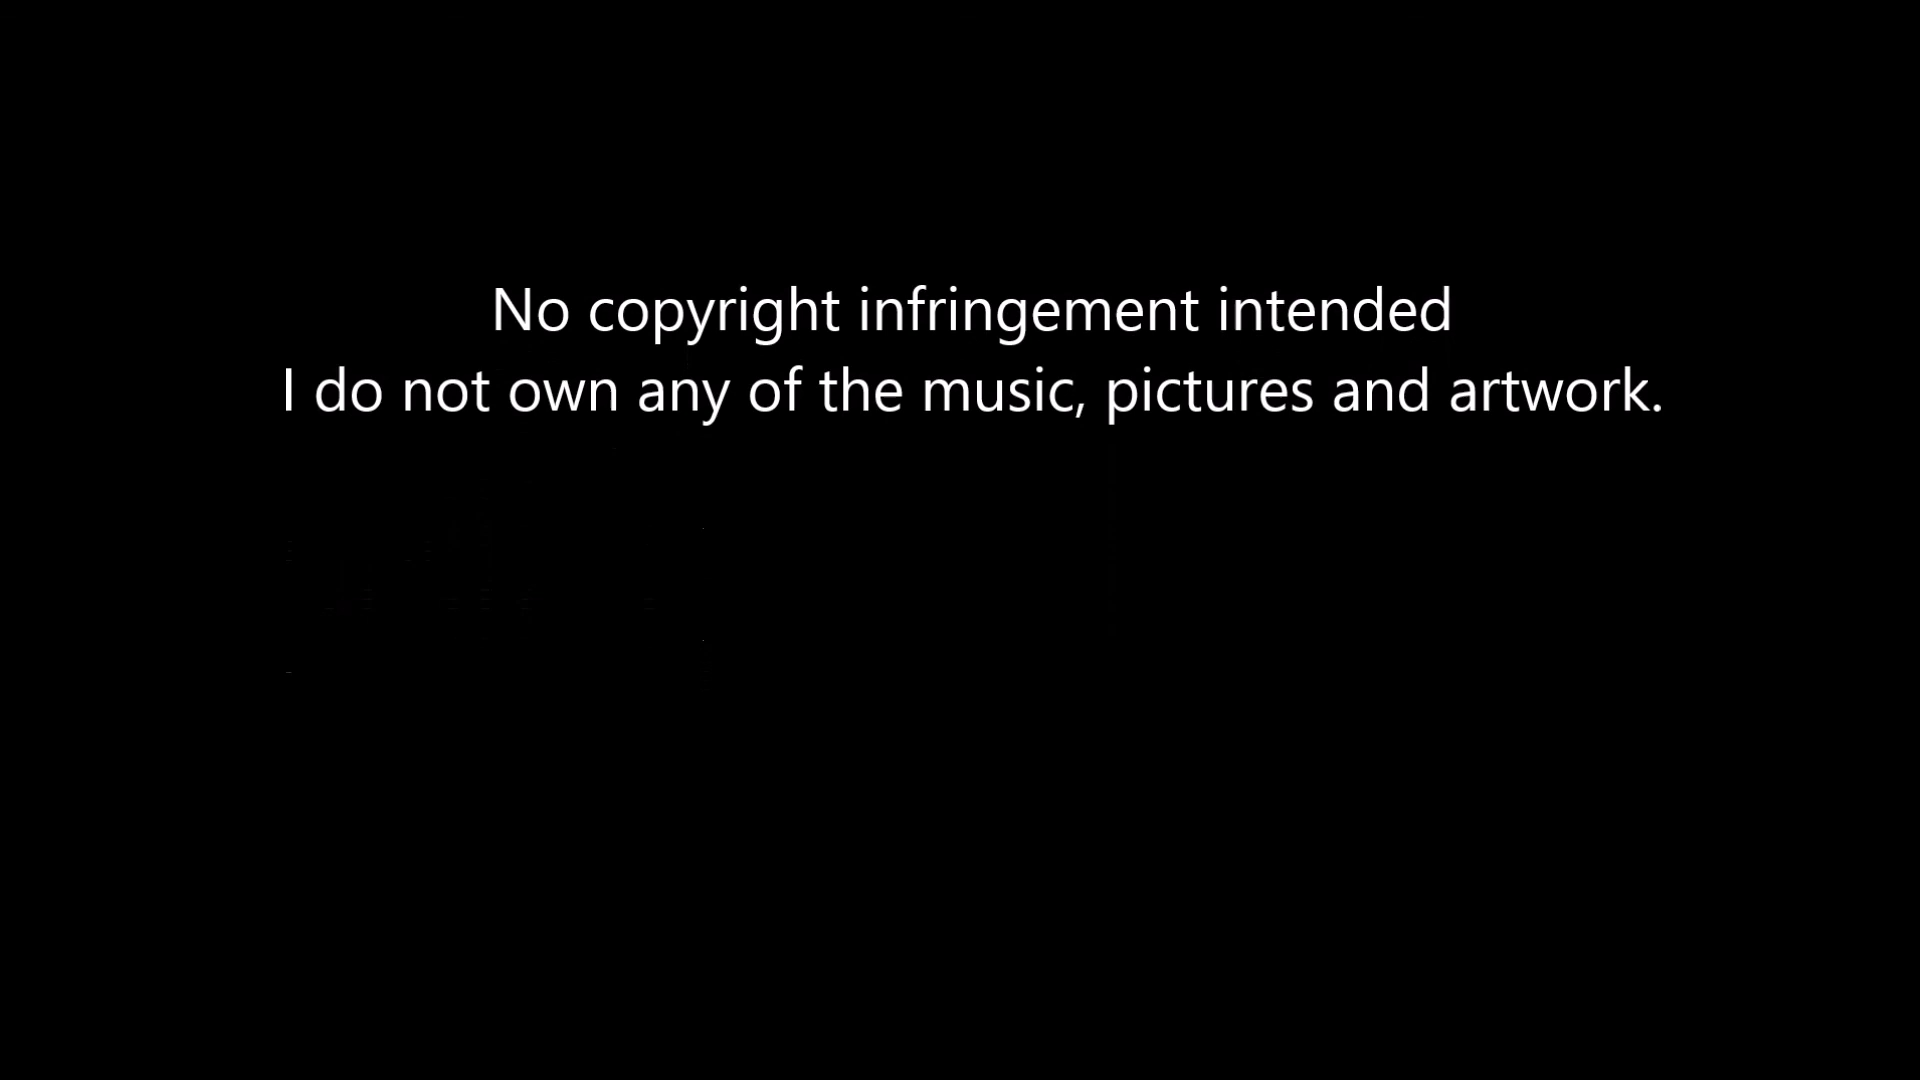 No copyright infringement intended
I do not own any of the music, pictures and artwork.